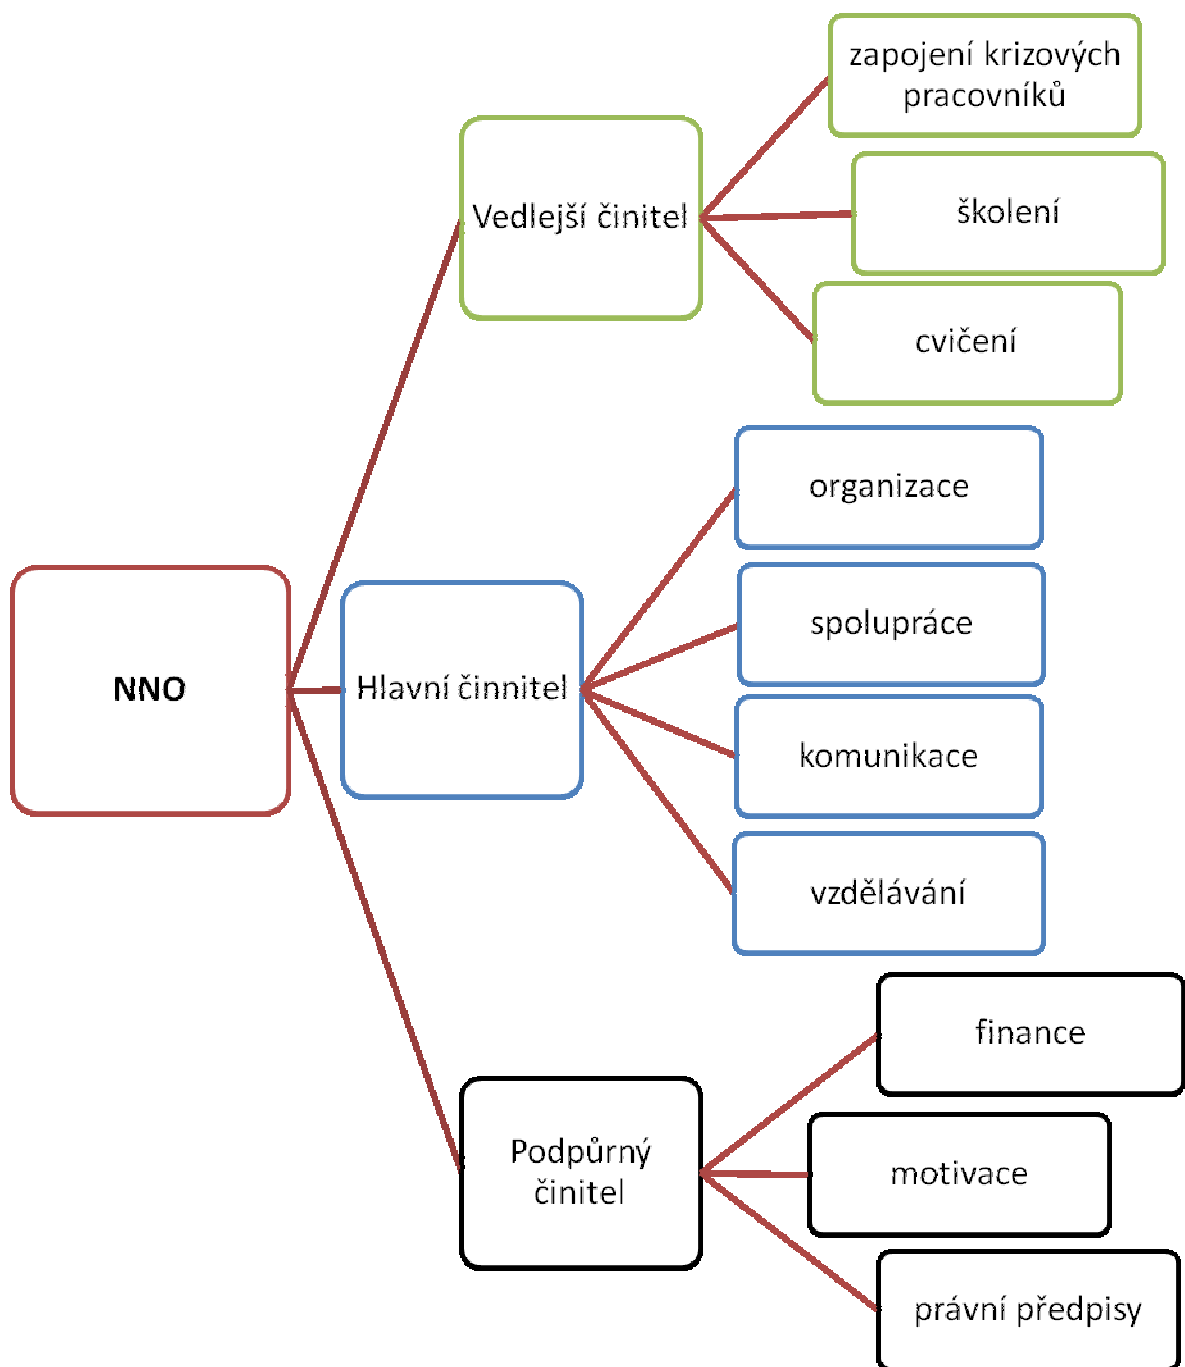 zapojení krizových
pracovníků
Vedlejší činitel
školení
cvičení
organizace
spolupráce
NNO
Hlavní činnitel
komunikace
vzdělávání
finance
Podpůrný
činitel
motivace
právní předpisy